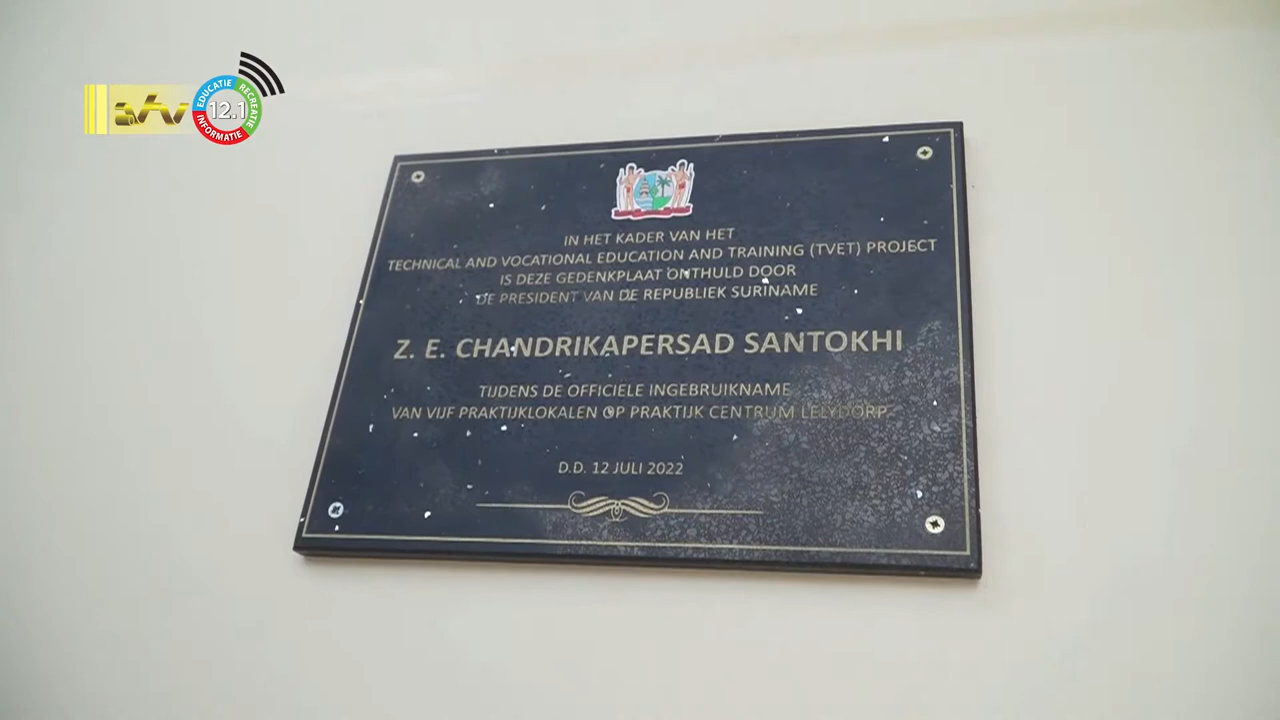 atv
EDUCATIE
RECREATIE
INFORMATIE
12.1
IN HET KADER VAN HET
TECHNICAL AND VOCATIONAL EDUCATION AND TRAINING (TVET) PROJECT
IS DEZE GEDENKPLAAT ONTHULD DOOR
DE PRESIDENT VAN DE REPUBLIEK SURINAME
Z. E. CHANDRIKAPERSAD SANTOKHI
TIJDENS DE OFFICIELE INGEBRUIKNAME
VAN VIJF PRAKTIJKLOKALEN OP PRAKTIJK CENTRUM LELYDORP
D.D. 12 JULI 2022